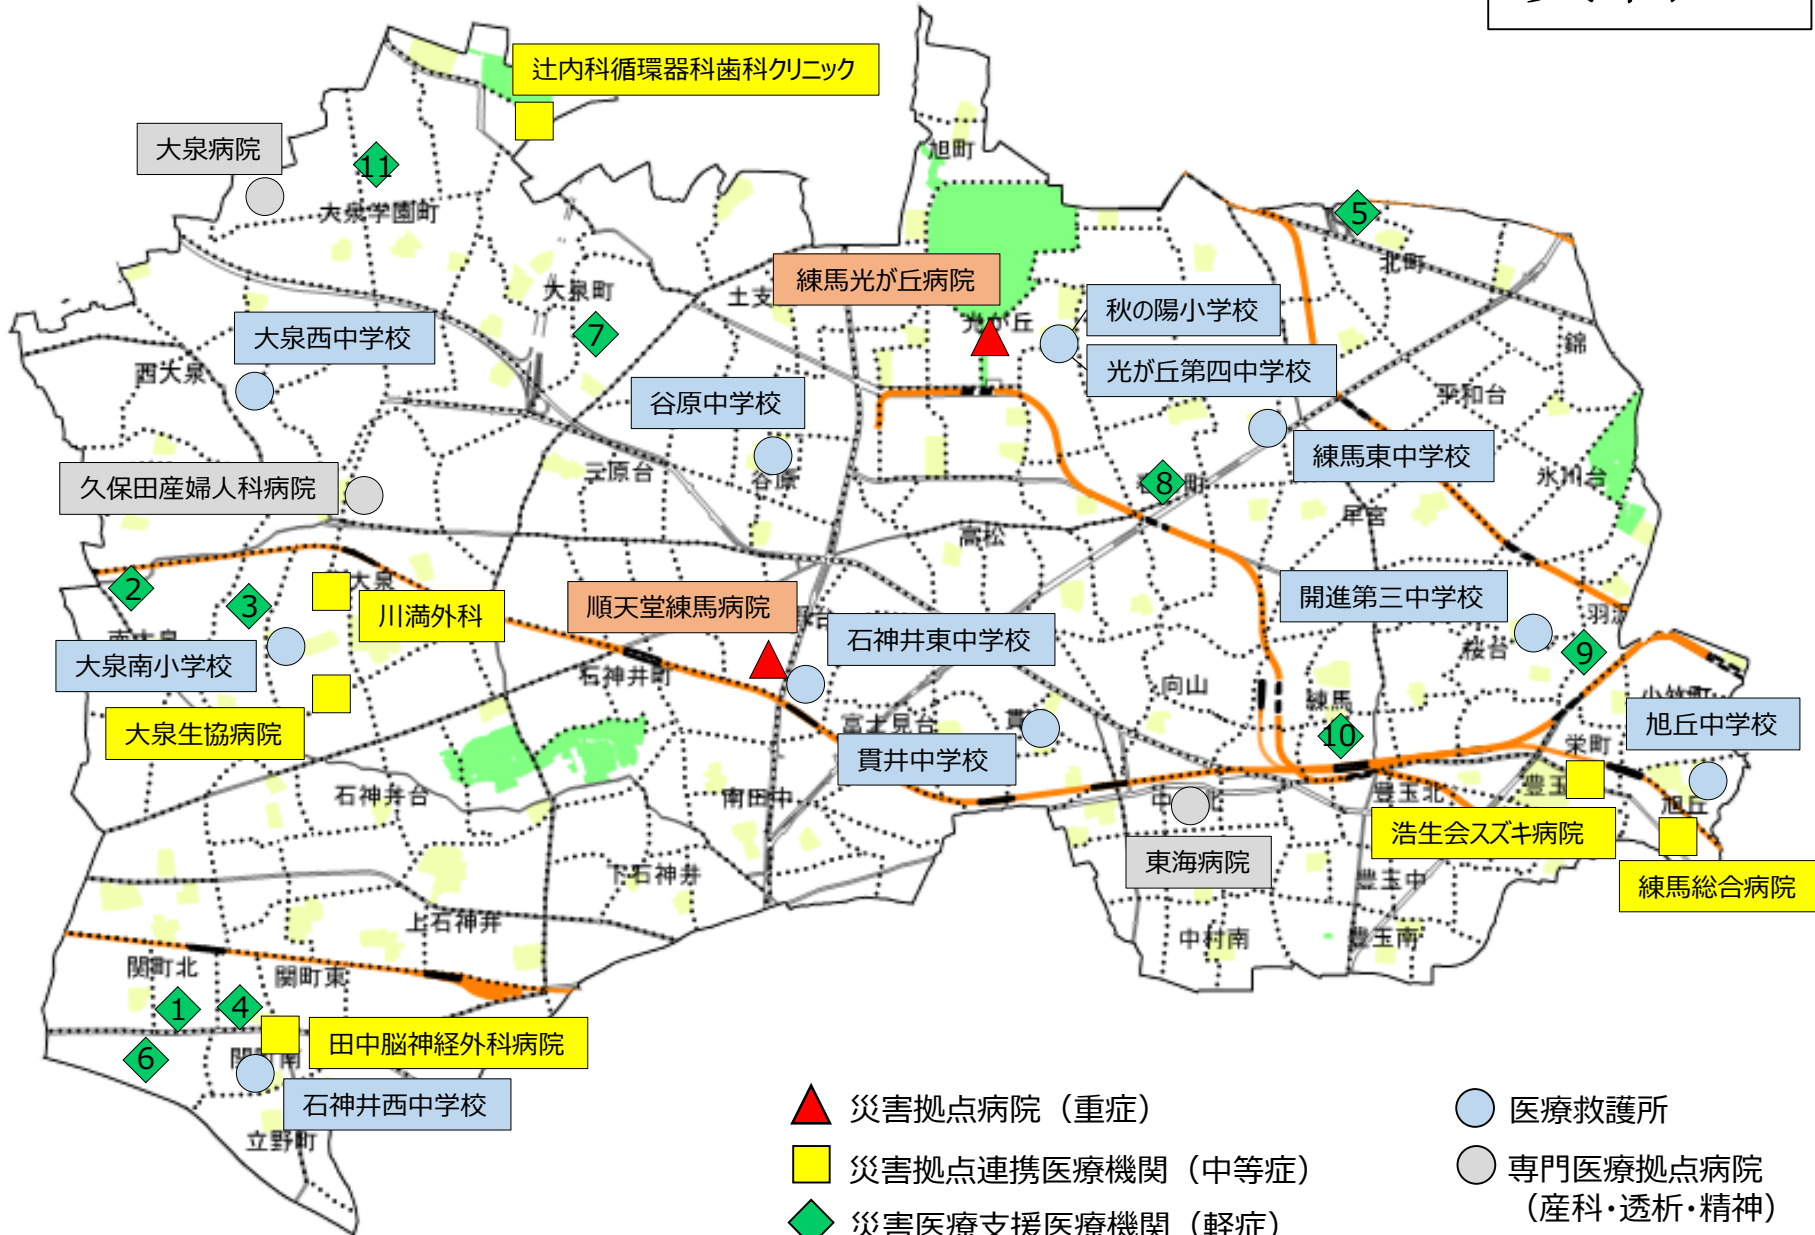 辻内科循環器科歯科クリニック
大泉病院
旭町
11
5
大泉学園町
北町
練馬光が丘病院
大泉町
土支
秋の陽小学校
光が丘
7
大泉西中学校
錦
西大泉
光が丘第四中学校
平和台
谷原中学校
練馬東中学校
三原台
谷原
8
町
氷川台
久保田産婦人科病院
早宮
高松
2
3
大泉
川満外科
順天堂練馬病院
開進第三中学校
羽沢
南大泉
石神井東中学校
桜台
9
大泉南小学校
石神井町
向山
練馬
小竹町
大泉生協病院
富士見台
貫
貫井中学校
10
旭丘中学校
栄町
石神井台
南田中
豊玉北
豊玉
旭丘
浩生会スズキ病院
東海病院
下石神井
豊玉中
練馬総合病院
上石神井
中村南
豊玉南
関町北
関町東
1
4
田中脳神経外科病院
6
関町南
石神井西中学校
立野町
災害拠点病院（重症）
医療救護所
災害拠点連携医療機関（中等症）
専門医療拠点病院
（産科・透析・精神）
災害医療支援医療機関（軽症）